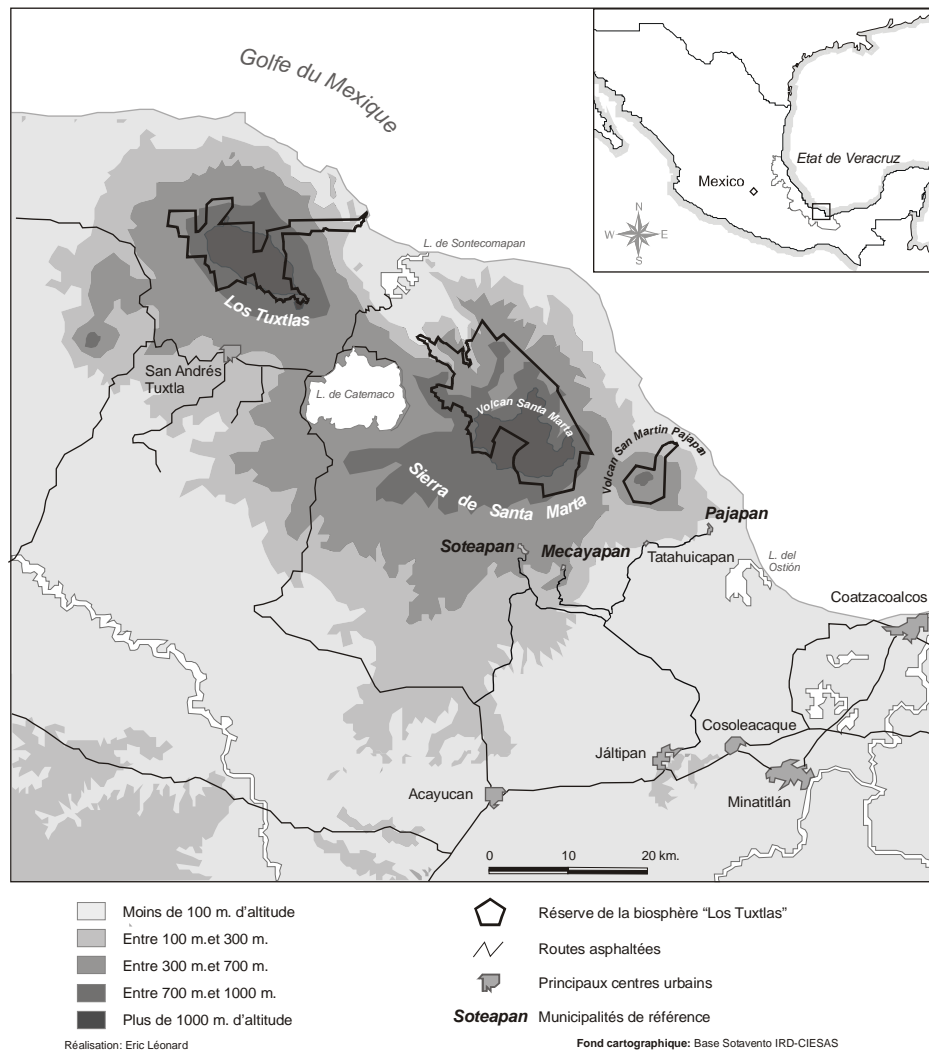 Golfe du Mexique
Etat de Veracruz
Mexico
N
W E
S
L. de Sontecomapan
Los Tuxtlas
San Andrés
Tuxtla
L. de Catemaco
Volcan Santa Marta
Volcan San Martin Pajapan
Sierra de Santa Marta
Pajapan
Soteapan
Mecayapan
Tatahuicapan
L. del
Ostión
Coatzacoalcos
Cosoleacaque
Jáltipan
Minatitlán
Acayucan
0 10 20 km.
Moins de 100 m. d'altitude
Entre 100 m.et 300 m.
Entre 300 m.et 700 m.
Entre 700 m.et 1000 m.
Plus de 1000 m. d'altitude
Réserve de la biosphère “Los Tuxtlas”
Routes asphaltées
Principaux centres urbains
Soteapan Municipalités de référence
Réalisation: Eric Léonard
Fond cartographique: Base Sotavento IRD-CIESAS